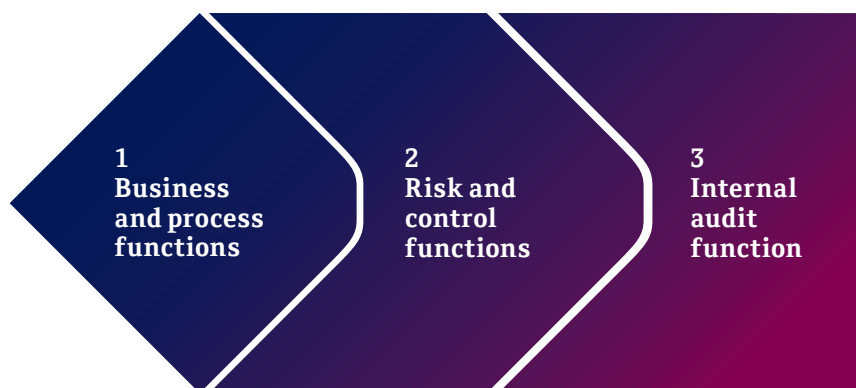 1
Business
and process
functions
2
Risk and
control
functions
3
Internal
audit
function